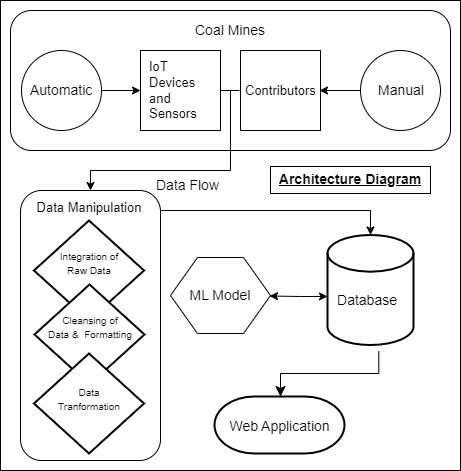 Coal Mines
Automatic
IoT
Devices
and
Sensors
Contributors
Manual
Data Flow
Architecture Diagram
Data Manipulation
Integration of
Raw Data
Cleansing of
Data & Formatting
Data
Tranformation
ML Model
Database
Web Application